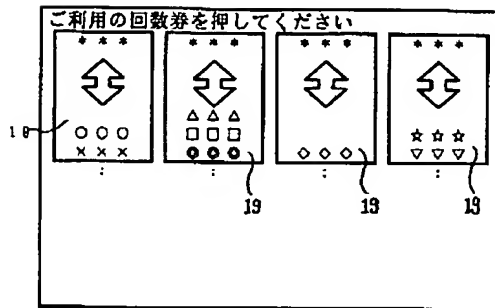 ご利用の回数券を押してください
＊＊＊ ＊＊＊ ＊＊＊ ＊＊＊
△△△
○○○ □□□ ☆☆☆
××× ◎◎◎ ◇◇◇ ▽▽▽
: : : :
18 19 19 19